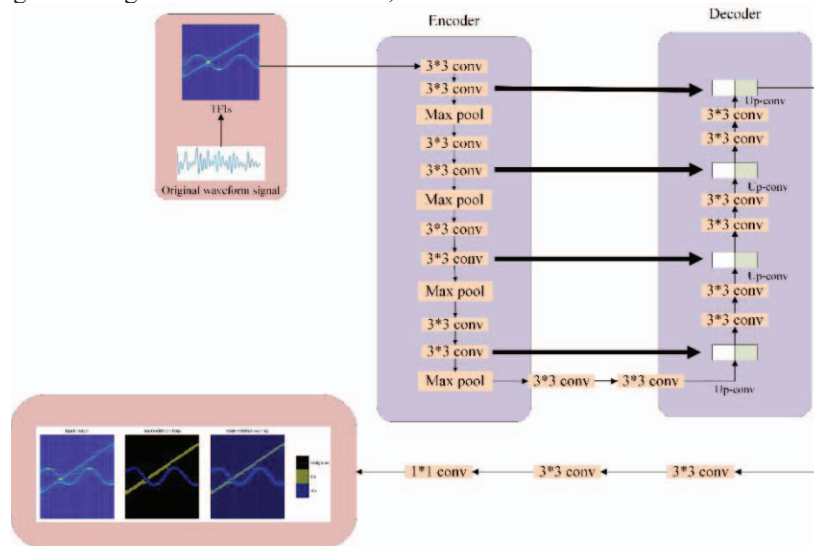 Encoder
Decoder
TFIs
Original waveform signal
3*3 conv
3*3 conv
Max pool
3*3 conv
3*3 conv
Max pool
3*3 conv
3*3 conv
Max pool
3*3 conv
3*3 conv
Max pool
3*3 conv
3*3 conv
Up-conv
3*3 conv
3*3 conv
Up-conv
3*3 conv
3*3 conv
Up-conv
3*3 conv
3*3 conv
Up-conv
1*1 conv
3*3 conv
3*3 conv